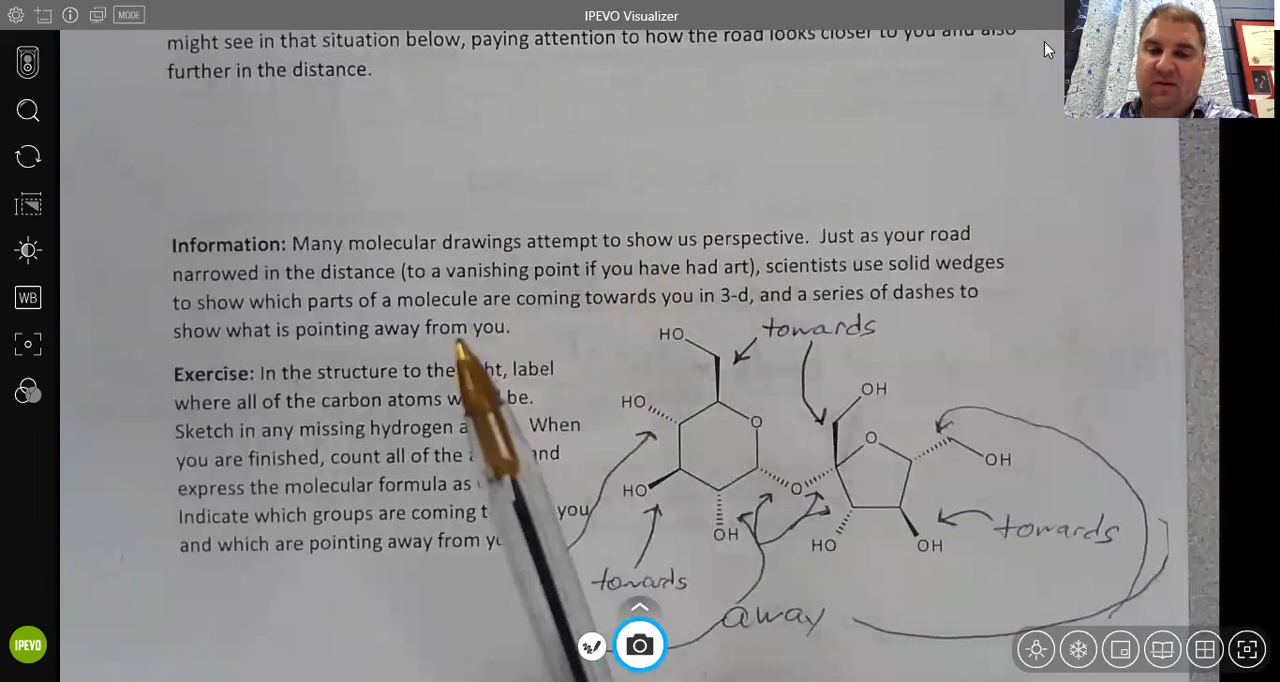 MODE
IPEVO Visualizer
might see in that situation below, paying attention to how the road looks closer to you and also
further in the distance.
Information: Many molecular drawings attempt to show us perspective. Just as your road
narrowed in the distance (to a vanishing point if you have had art), scientists use solid wedges
to show which parts of a molecule are coming towards you in 3-d, and a series of dashes to
show what is pointing away from you.
Exercise: In the structure to the label
where all of the carbon atoms be.
Sketch in any missing hydrogen When
you are finished, count all of the and
express the molecular formula as
Indicate which groups are coming you
and which are pointing away from
HO
towards
OH
HO
O
O
OH
HO
O
OH
HO
OH
towards
towards
away
WB
IPEVO